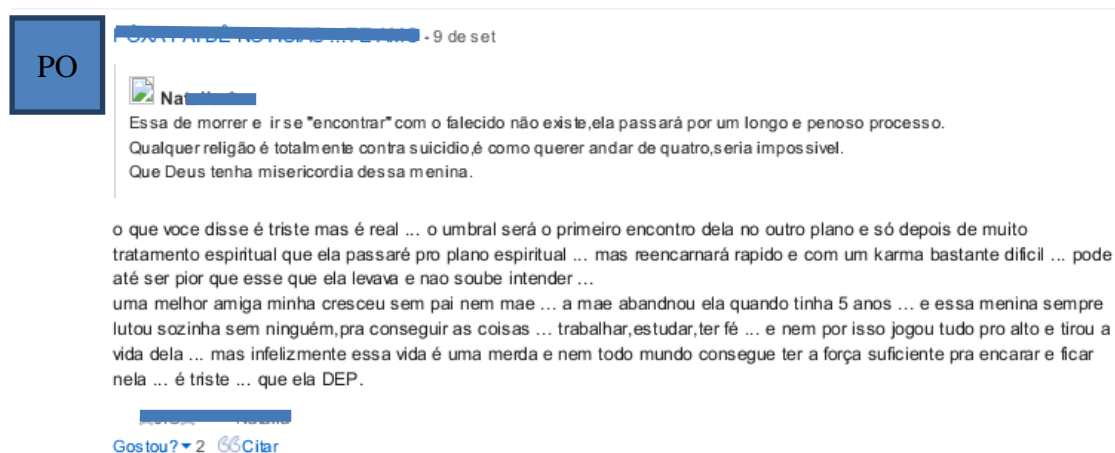 PO
- 9 de set
Essa de morrer e ir se "encontrar" com o falecido não existe,ela passará por um longo e penoso processo.
Qualquer religião é totalmente contra suicidio,é como querer andar de quatro,seria impossivel.
Que Deus tenha misericordia dessa menina.
o que voce disse é triste mas é real ... o umbral será o primeiro encontro dela no outro plano e só depois de muito
tratamento espiritual que ela passaré pro plano espiritual ... mas reencarnará rapido e com um karma bastante dificil ... pode
até ser pior que esse que ela levava e nao soube intender ...
uma melhor amiga minha cresceu sem pai nem mae ... a mae abandnou ela quando tinha 5 anos ... e essa menina sempre
lutou sozinha sem ninguém,pra conseguir as coisas ... trabalhar,estudar,ter fé ... e nem por isso jogou tudo pro alto e tirou a
vida dela ... mas infelizmente essa vida é uma merda e nem todo mundo consegue ter a força suficiente pra encarar e ficar
nela ... é triste ... que ela DEP.
Gostou? 2 Citar